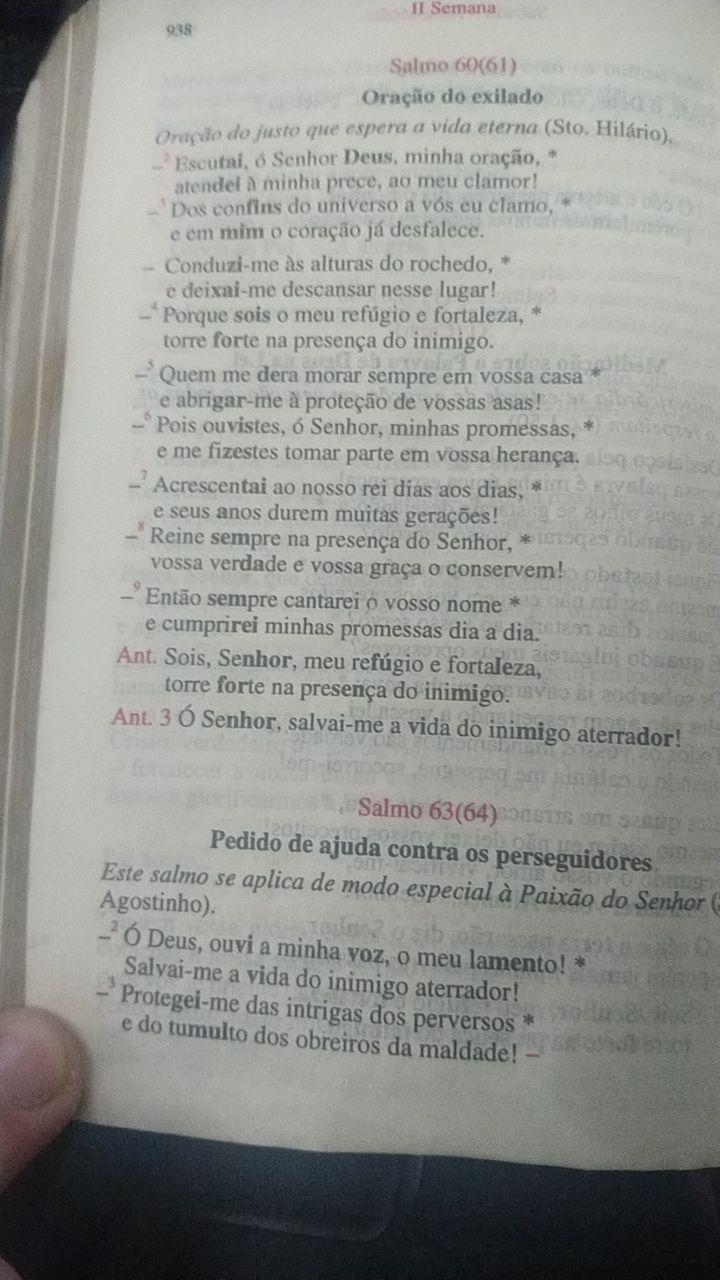 II Semana
938
Salmo 60(61)
Oração do exilado
Oração do justo que espera a vida eterna (Sto. Hilário).
–² Escutai, ó Senhor Deus, minha oração, *
atendei à minha prece, ao meu clamor!
–³ Dos confins do universo a vós eu clamo, *
e em mim o coração já desfalece.
– Conduzi-me às alturas do rochedo, *
e deixai-me descansar nesse lugar!
–⁴ Porque sois o meu refúgio e fortaleza, *
torre forte na presença do inimigo.
–⁵ Quem me dera morar sempre em vossa casa *
e abrigar-me à proteção de vossas asas!
–⁶ Pois ouvistes, ó Senhor, minhas promessas, *
e me fizestes tomar parte em vossa herança.
–⁷ Acrescentai ao nosso rei dias aos dias, *
e seus anos durem muitas gerações!
–⁸ Reine sempre na presença do Senhor, *
vossa verdade e vossa graça o conservem!
–⁹ Então sempre cantarei o vosso nome *
e cumprirei minhas promessas dia a dia.
Ant. Sois, Senhor, meu refúgio e fortaleza,
torre forte na presença do inimigo.
Ant. 3 Ó Senhor, salvai-me a vida do inimigo aterrador!
Salmo 63(64)
Pedido de ajuda contra os perseguidores
Este salmo se aplica de modo especial à Paixão do Senhor (
Agostinho).
–² Ó Deus, ouvi a minha voz, o meu lamento! *
Salvai-me a vida do inimigo aterrador!
–³ Protegei-me das intrigas dos perversos *
e do tumulto dos obreiros da maldade! –